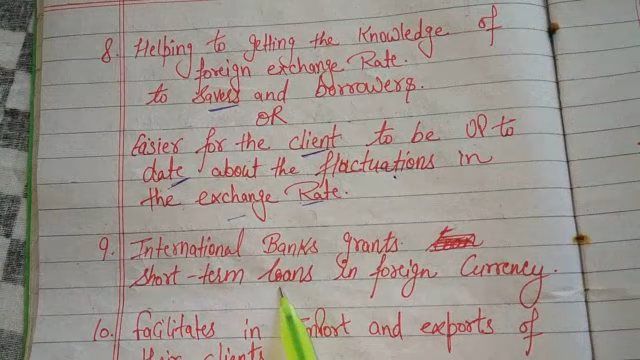 8. Helping to getting the Knowledge of
foreign exchange Rate.
to savers and borrowers.
OR
Easier for the client to be UP to
date about the fluctuations in
the exchange Rate.
9. International Banks grants
short-term loans In foreign Currency.
10. facilitates in import and exports of
their clients